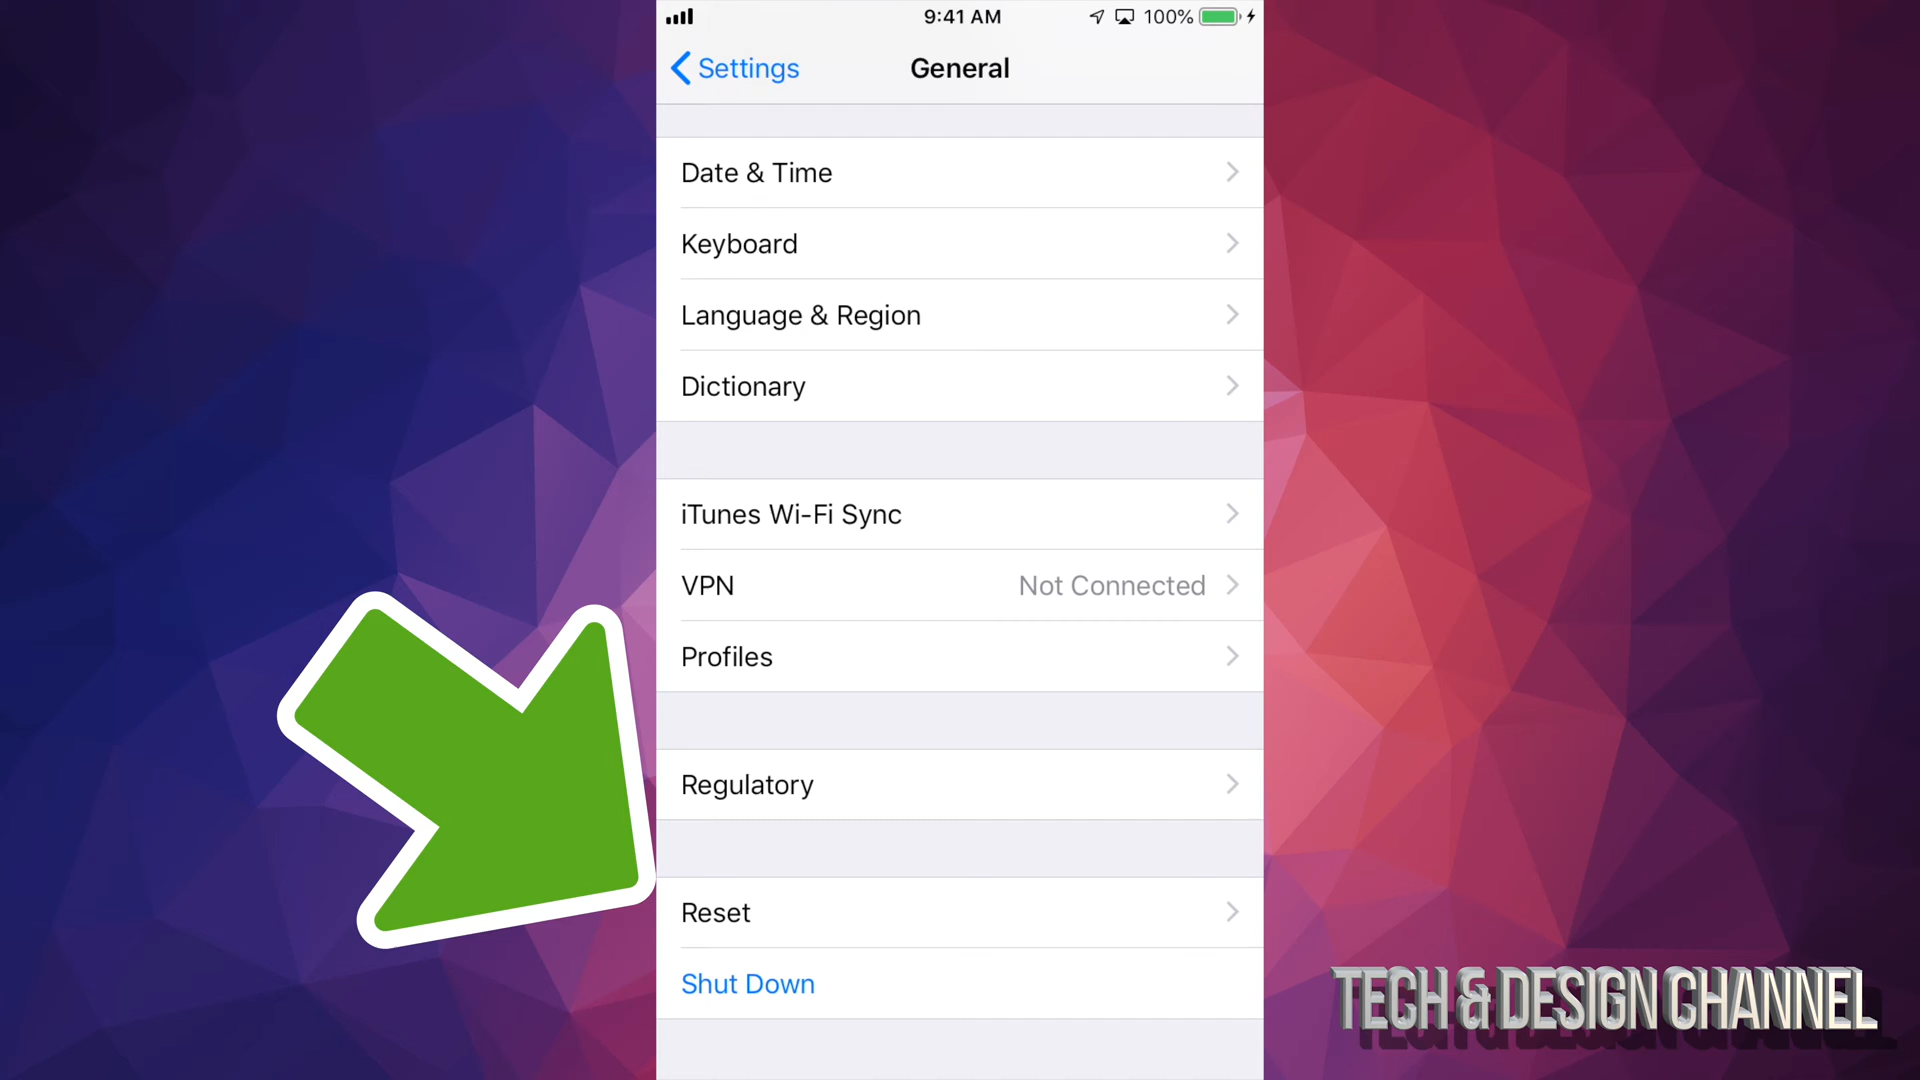 9:41 AM
100%
Settings
General
Date & Time
Keyboard
Language & Region
Dictionary
iTunes Wi-Fi Sync
VPN Not Connected
Profiles
Regulatory
Reset
Shut Down
TECH & DESIGN CHANNEL